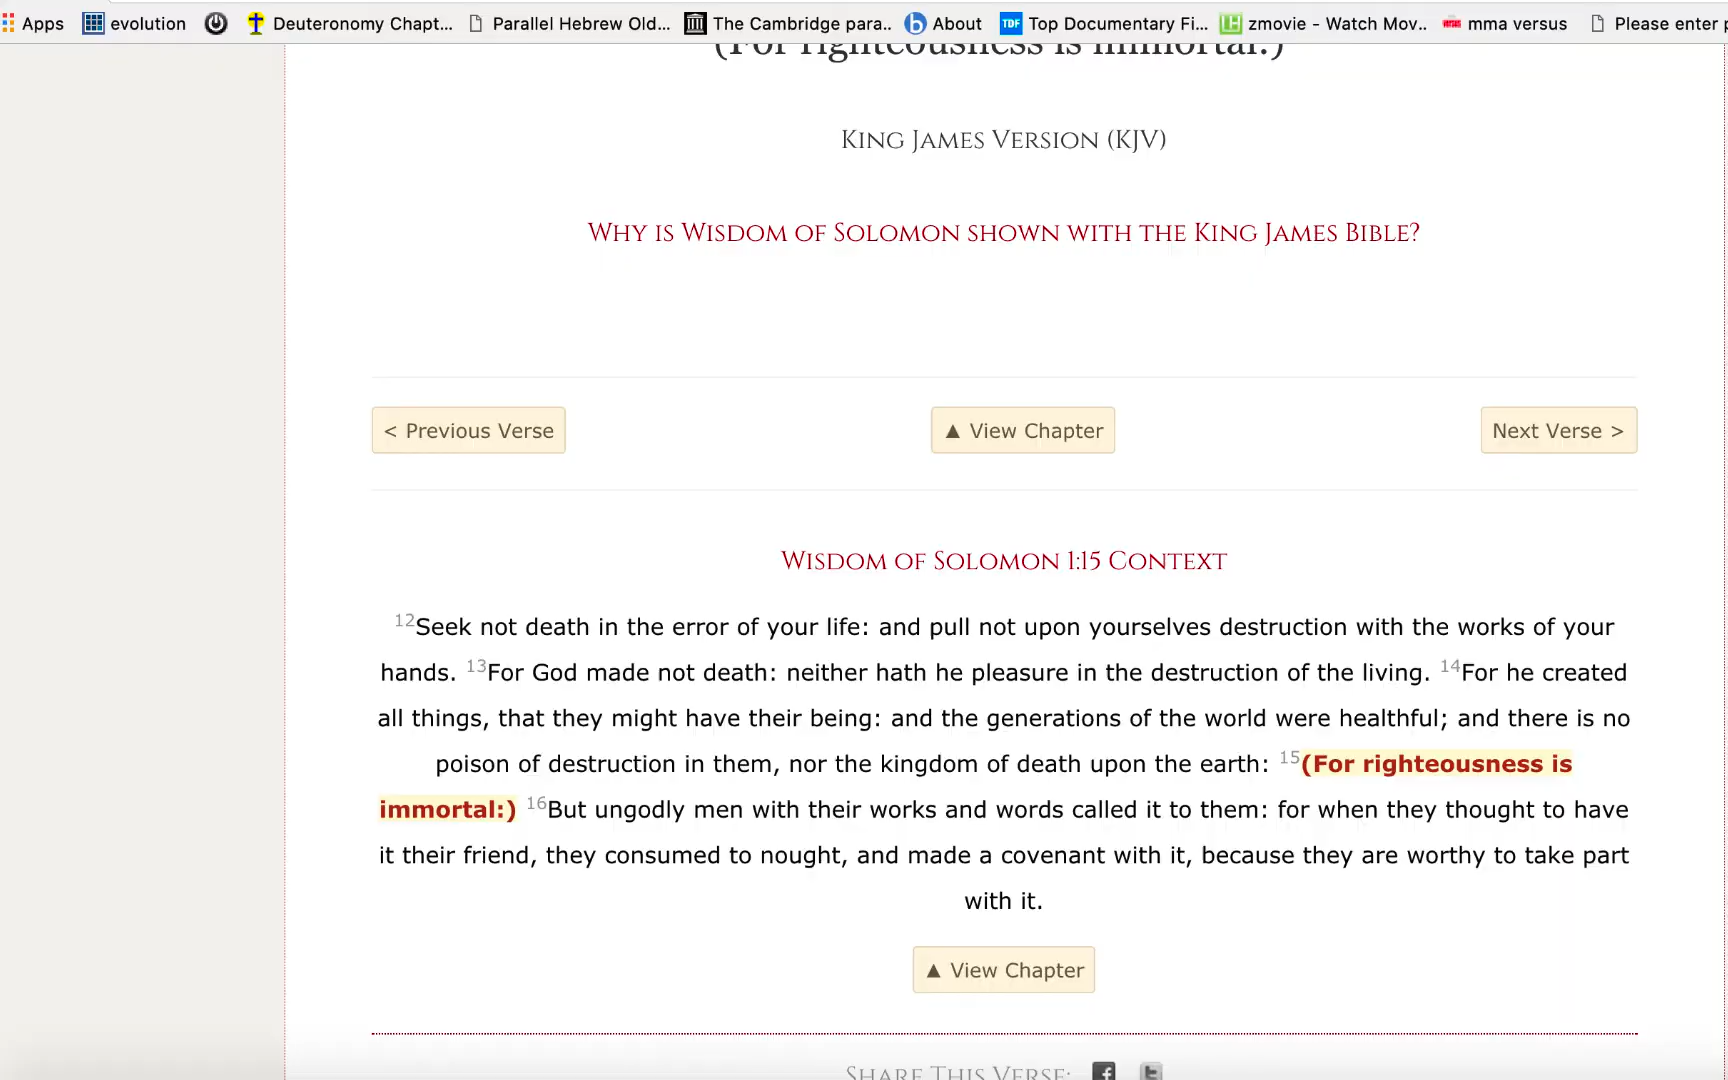 Apps evolution Deuteronomy Chapt... Parallel Hebrew Old... The Cambridge para... b About TDF Top Documentary Fi... LH zmovie - Watch Mov... mma versus Please enter p
(For righteousness is immortal:)
King James Version (KJV)
Why is Wisdom of Solomon shown with the King James Bible?
< Previous Verse ▲ View Chapter Next Verse >
Wisdom of Solomon 1:15 Context
12Seek not death in the error of your life: and pull not upon yourselves destruction with the works of your
hands. 13For God made not death: neither hath he pleasure in the destruction of the living. 14For he created
all things, that they might have their being: and the generations of the world were healthful; and there is no
poison of destruction in them, nor the kingdom of death upon the earth: 15(For righteousness is
immortal:) 16But ungodly men with their works and words called it to them: for when they thought to have
it their friend, they consumed to nought, and made a covenant with it, because they are worthy to take part
with it.
▲ View Chapter
Share This Verse: f t